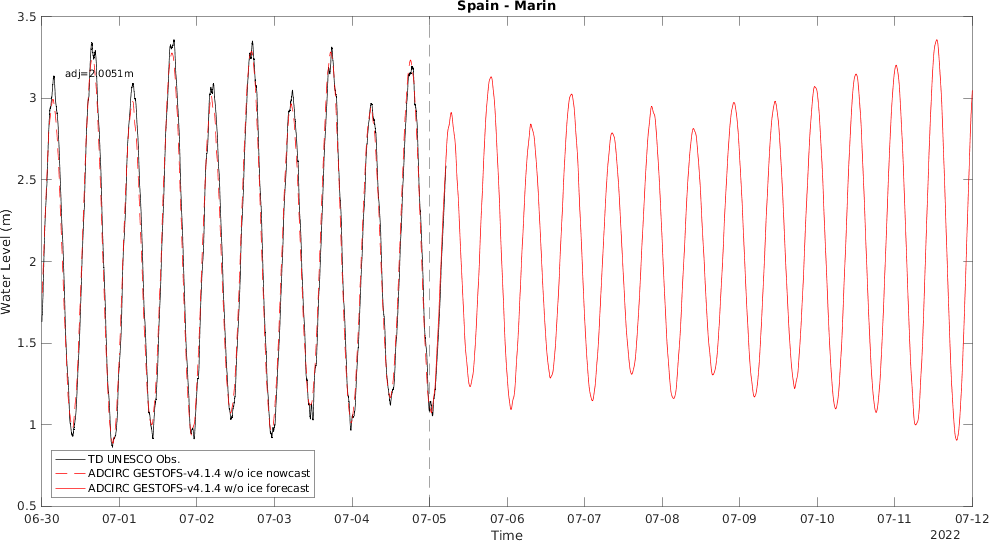 Spain - Marin
3.5
3
2.5
2
1.5
1
0.5
Water Level (m)
adj=2.0051m
TD UNESCO Obs.
ADCIRC GESTOFS-v4.1.4 w/o ice nowcast
ADCIRC GESTOFS-v4.1.4 w/o ice forecast
06-30 07-01 07-02 07-03 07-04 07-05 07-06 07-07 07-08 07-09 07-10 07-11 07-12
Time
2022